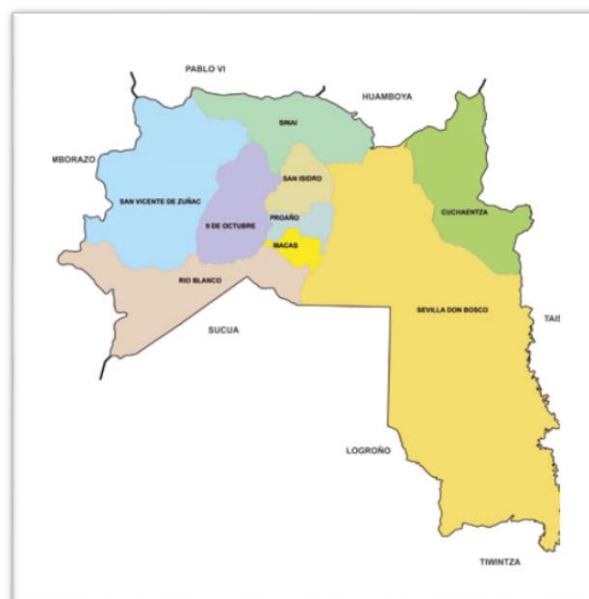 PABLO VI
HUAMBOYA
SINAI
MBORAZO
SAN ISIDRO
SAN VICENTE DE ZUÑAC
CUCHAENTZA
PROAÑO
9 DE OCTUBRE
MACAS
RIO BLANCO
SEVILLA DON BOSCO
TAIS
SUCUA
LOGROÑO
TIWINTZA